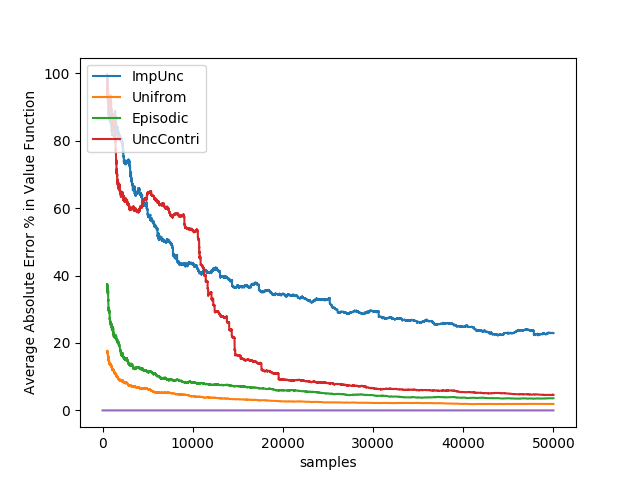 Average Absolute Error % in Value Function
100
80
60
40
20
0
ImpUnc
Unifrom
Episodic
UncContri
0 10000 20000 30000 40000 50000
samples